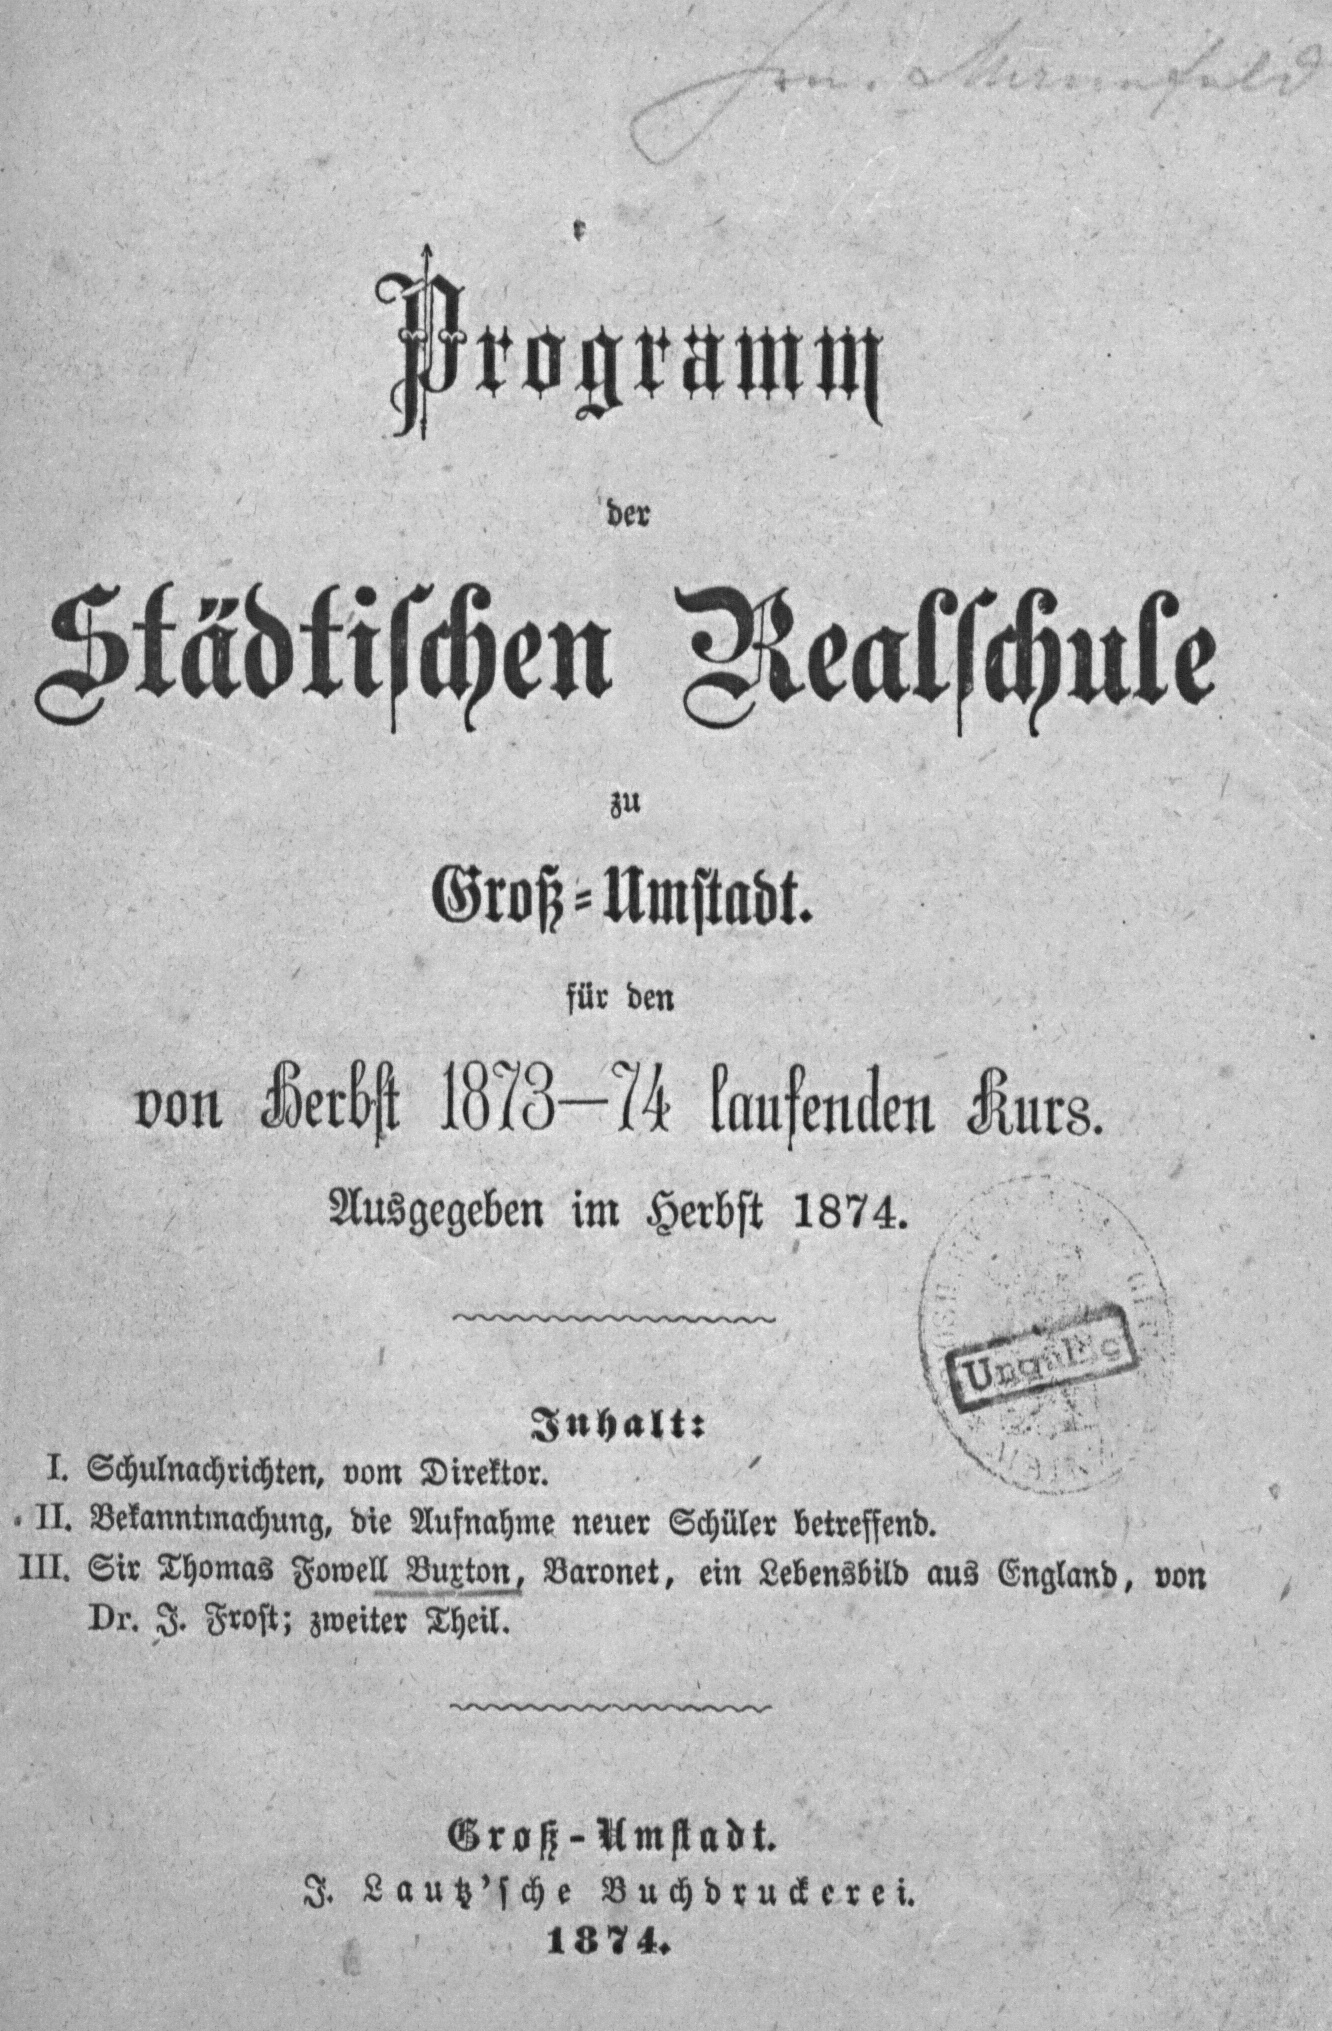 Programm
der
Städtischen Realschule
zu
Groß-Umstadt.
für den
von Herbst 1873—74 laufenden Kurs.
Ausgegeben im Herbst 1874.
Ungültig
Inhalt:
I. Schulnachrichten, vom Direktor.
II. Bekanntmachung, die Aufnahme neuer Schüler betreffend.
III. Sir Thomas Fowell Buxton, Baronet, ein Lebensbild aus England, von
Dr. J. Frost; zweiter Theil.
Groß-Umstadt.
J. Lautz'sche Buchdruckerei.
1874.